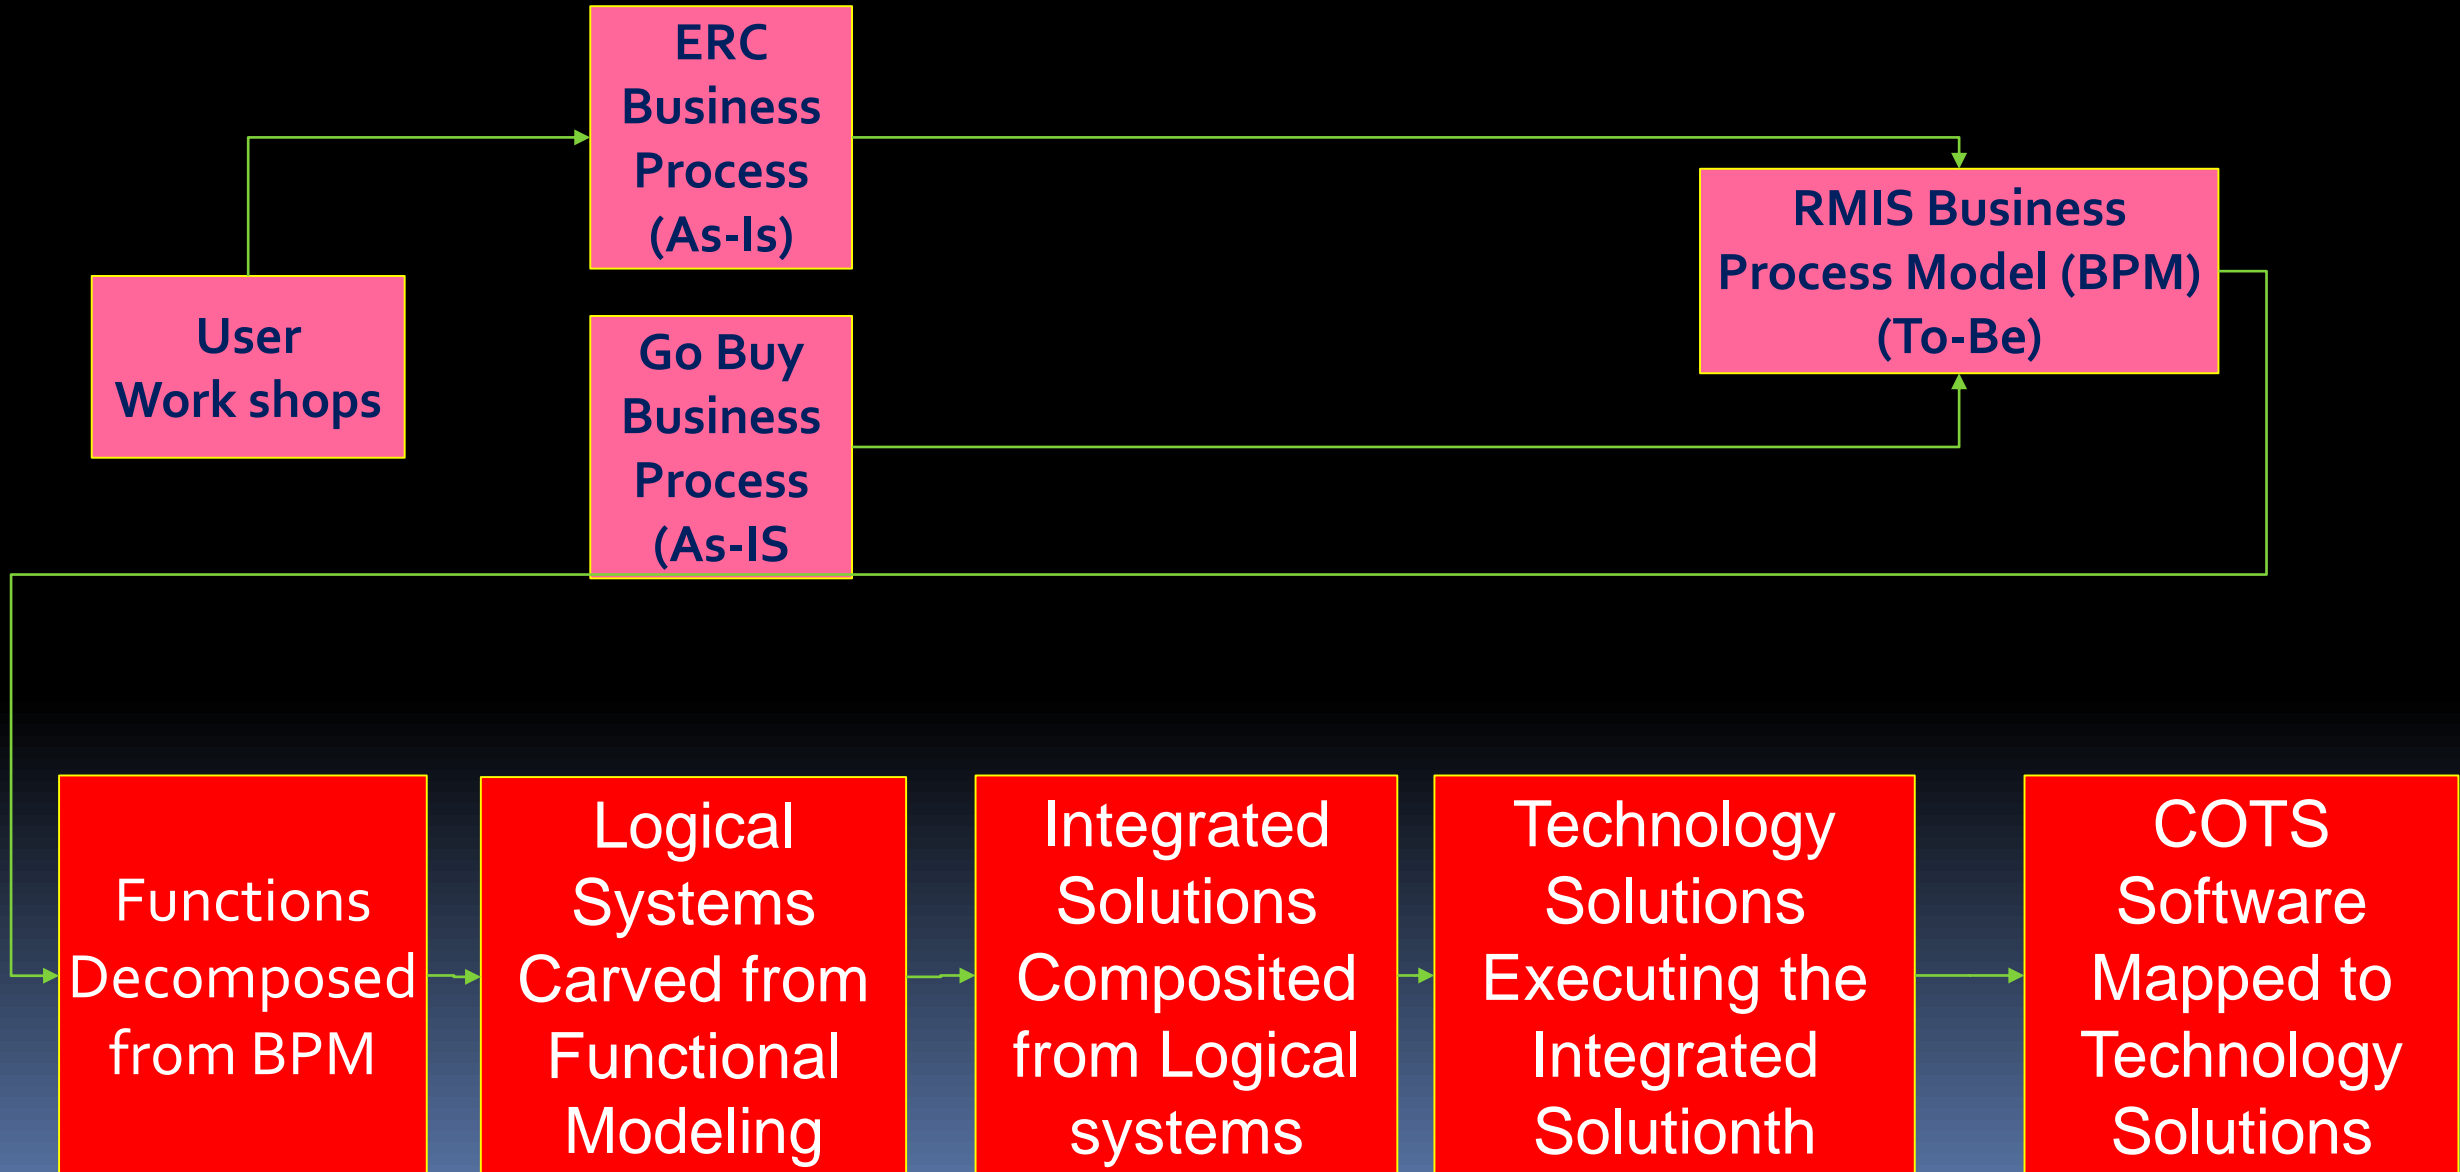 ERC
Business
Process
(As-Is)
User
Work shops
Go Buy
Business
Process
(As-IS
RMIS Business
Process Model (BPM)
(To-Be)
Functions
Decomposed
from BPM
Logical
Systems
Carved from
Functional
Modeling
Integrated
Solutions
Composited
from Logical
systems
Technology
Solutions
Executing the
Integrated
Solutionth
COTS
Software
Mapped to
Technology
Solutions